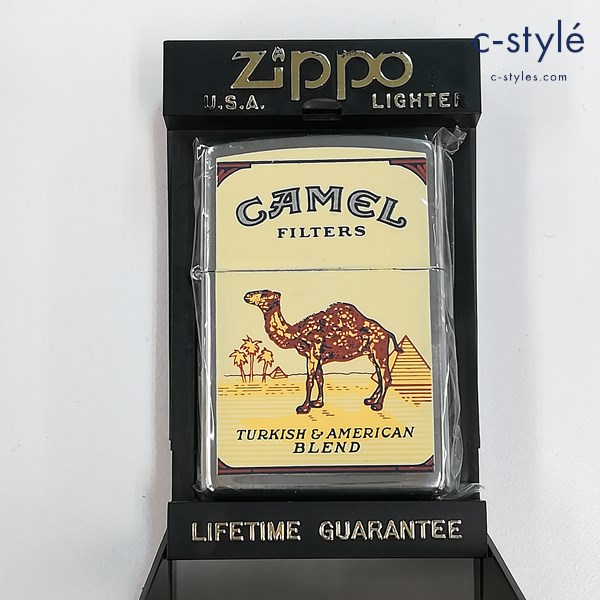 c-stylé
c-styles.com
Zippo
U.S.A. LIGHTER
CAMEL
FILTERS
TURKISH & AMERICAN
BLEND
LIFETIME GUARANTEE